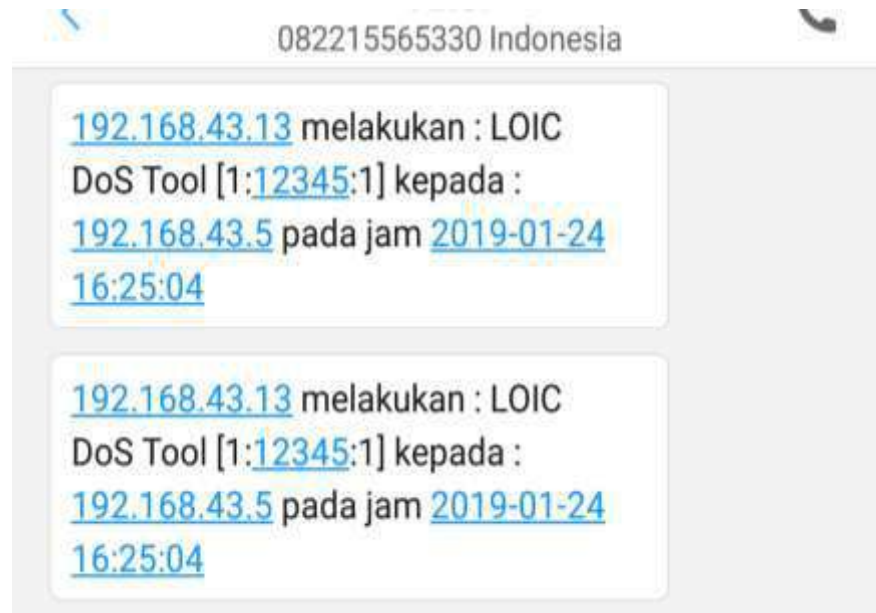 082215565330 Indonesia
192.168.43.13 melakukan : LOIC
DoS Tool [1:12345:1] kepada :
192.168.43.5 pada jam 2019-01-24
16:25:04
192.168.43.13 melakukan : LOIC
DoS Tool [1:12345:1] kepada :
192.168.43.5 pada jam 2019-01-24
16:25:04